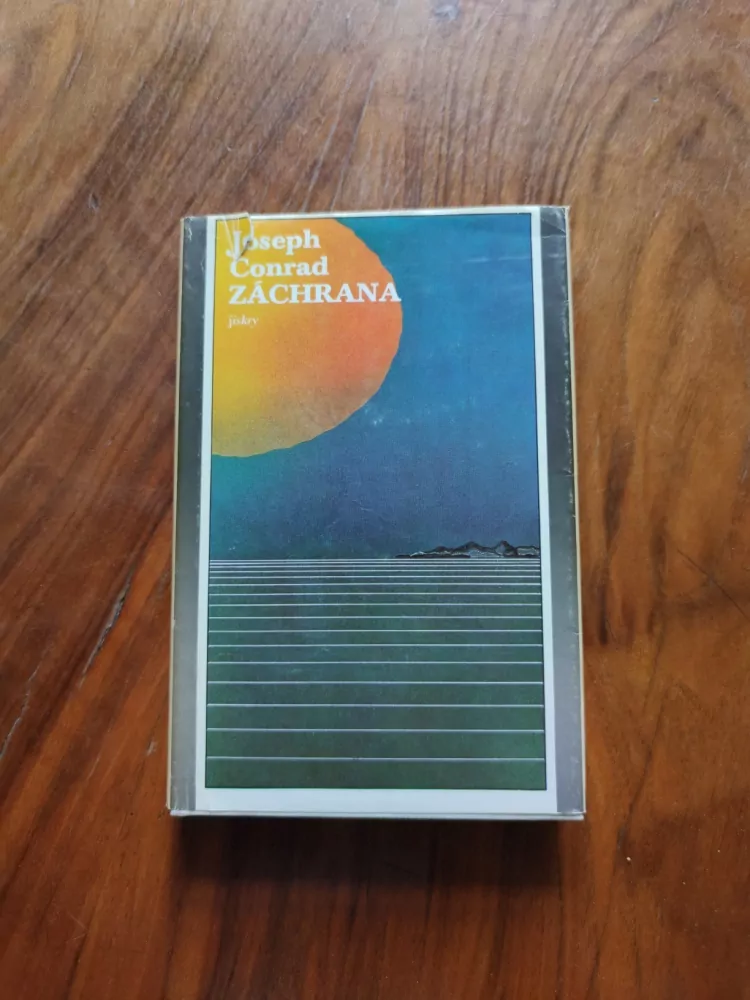 Joseph
Conrad
ZÁCHRANA
jiskry